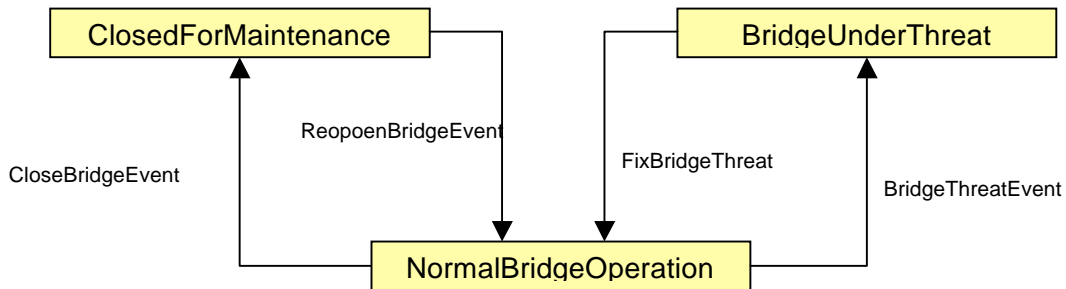 ClosedForMaintenance
BridgeUnderThreat
ReopoenBridgeEvent
FixBridgeThreat
CloseBridgeEvent
BridgeThreatEvent
NormalBridgeOperation